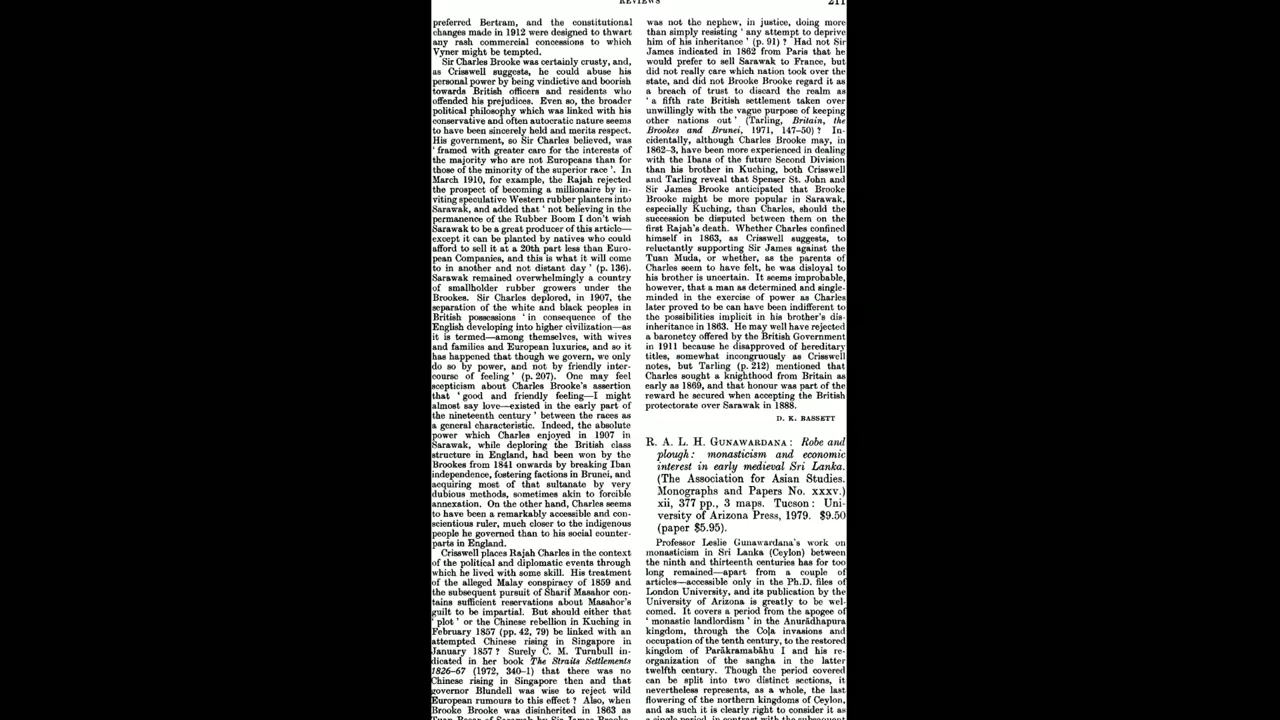 REVIEWS
211
preferred Bertram, and the constitutional
changes made in 1912 were designed to thwart
any rash commercial concessions to which
Vyner might be tempted.
Sir Charles Brooke was certainly crusty, and,
as Crisswell suggests, he could abuse his
personal power by being vindictive and boorish
towards British officers and residents who
offended his prejudices. Even so, the broader
political philosophy which was linked with his
conservative and often autocratic nature seems
to have been sincerely held and merits respect.
His government, so Sir Charles believed, was
‘ framed with greater care for the interests of
the majority who are not Europeans than for
those of the minority of the superior race ’. In
March 1910, for example, the Rajah rejected
the prospect of becoming a millionaire by in-
viting speculative Western rubber planters into
Sarawak, and added that ‘ not believing in the
permanence of the Rubber Boom I don’t wish
Sarawak to be a great producer of this article—
except it can be planted by natives who could
afford to sell it at a 20th part less than Euro-
pean Companies, and this is what it will come
to in another and not distant day ’ (p. 136).
Sarawak remained overwhelmingly a country
of smallholder rubber growers under the
Brookes. Sir Charles deplored, in 1907, the
separation of the white and black peoples in
British possessions ‘ in consequence of the
English developing into higher civilization—as
it is termed—among themselves, with wives
and families and European luxuries, and so it
has happened that though we govern, we only
do so by power, and not by friendly inter-
course of feeling ’ (p. 207). One may feel
scepticism about Charles Brooke’s assertion
that ‘ good and friendly feeling—I might
almost say love—existed in the early part of
the nineteenth century ’ between the races as
a general characteristic. Indeed, the absolute
power which Charles enjoyed in 1907 in
Sarawak, while deploring the British class
structure in England, had been won by the
Brookes from 1841 onwards by breaking Iban
independence, fostering factions in Brunei, and
acquiring most of that sultanate by very
dubious methods, sometimes akin to forcible
annexation. On the other hand, Charles seems
to have been a remarkably accessible and con-
scientious ruler, much closer to the indigenous
people he governed than to his social counter-
parts in England.
Crisswell places Rajah Charles in the context
of the political and diplomatic events through
which he lived with some skill. His treatment
of the alleged Malay conspiracy of 1859 and
the subsequent pursuit of Sharif Masahor con-
tains sufficient reservations about Masahor’s
guilt to be impartial. But should either that
‘ plot ’ or the Chinese rebellion in Kuching in
February 1857 (pp. 42, 79) be linked with an
attempted Chinese rising in Singapore in
January 1857 ? Surely C. M. Turnbull in-
dicated in her book The Straits Settlements
1826–67 (1972, 340–1) that there was no
Chinese rising in Singapore then and that
governor Blundell was wise to reject wild
European rumours to this effect ? Also, when
Brooke Brooke was disinherited in 1863 as
was not the nephew, in justice, doing more
than simply resisting ‘ any attempt to deprive
him of his inheritance ’ (p. 91) ? Had not Sir
James indicated in 1862 from Paris that he
would prefer to sell Sarawak to France, but
did not really care which nation took over the
state, and did not Brooke Brooke regard it as
a breach of trust to discard the realm as
‘ a fifth rate British settlement taken over
unwillingly with the vague purpose of keeping
other nations out ’ (Tarling, Britain, the
Brookes and Brunei, 1971, 147–50) ? In-
cidentally, although Charles Brooke may, in
1862–3, have been more experienced in dealing
with the Ibans of the future Second Division
than his brother in Kuching, both Crisswell
and Tarling reveal that Spenser St. John and
Sir James Brooke anticipated that Brooke
Brooke might be more popular in Sarawak,
especially Kuching, than Charles, should the
succession be disputed between them on the
first Rajah’s death. Whether Charles confined
himself in 1863, as Crisswell suggests, to
reluctantly supporting Sir James against the
Tuan Muda, or whether, as the parents of
Charles seem to have felt, he was disloyal to
his brother is uncertain. It seems improbable,
however, that a man as determined and single-
minded in the exercise of power as Charles
later proved to be can have been indifferent to
the possibilities implicit in his brother’s dis-
inheritance in 1863. He may well have rejected
a baronetcy offered by the British Government
in 1911 because he disapproved of hereditary
titles, somewhat incongruously as Crisswell
notes, but Tarling (p. 212) mentioned that
Charles sought a knighthood from Britain as
early as 1869, and that honour was part of the
reward he secured when accepting the British
protectorate over Sarawak in 1888.
D. K. BASSETT
R. A. L. H. GUNAWARDANA : Robe and
plough : monasticism and economic
interest in early medieval Sri Lanka.
(The Association for Asian Studies.
Monographs and Papers No. XXXV.)
xii, 377 pp., 3 maps. Tucson : Uni-
versity of Arizona Press, 1979. $9.50
(paper $5.95).
Professor Leslie Gunawardana’s work on
monasticism in Sri Lanka (Ceylon) between
the ninth and thirteenth centuries has for too
long remained—apart from a couple of
articles—accessible only in the Ph.D. files of
London University, and its publication by the
University of Arizona is greatly to be wel-
comed. It covers a period from the apogee of
‘ monastic landlordism ’ in the Anurādhapura
kingdom, through the Coḷa invasions and
occupation of the tenth century, to the restored
kingdom of Parākramabāhu I and his re-
organization of the sangha in the latter
twelfth century. Though the period covered
can be split into two distinct sections, it
nevertheless represents, as a whole, the last
flowering of the northern kingdoms of Ceylon,
and as such it is clearly right to consider it as